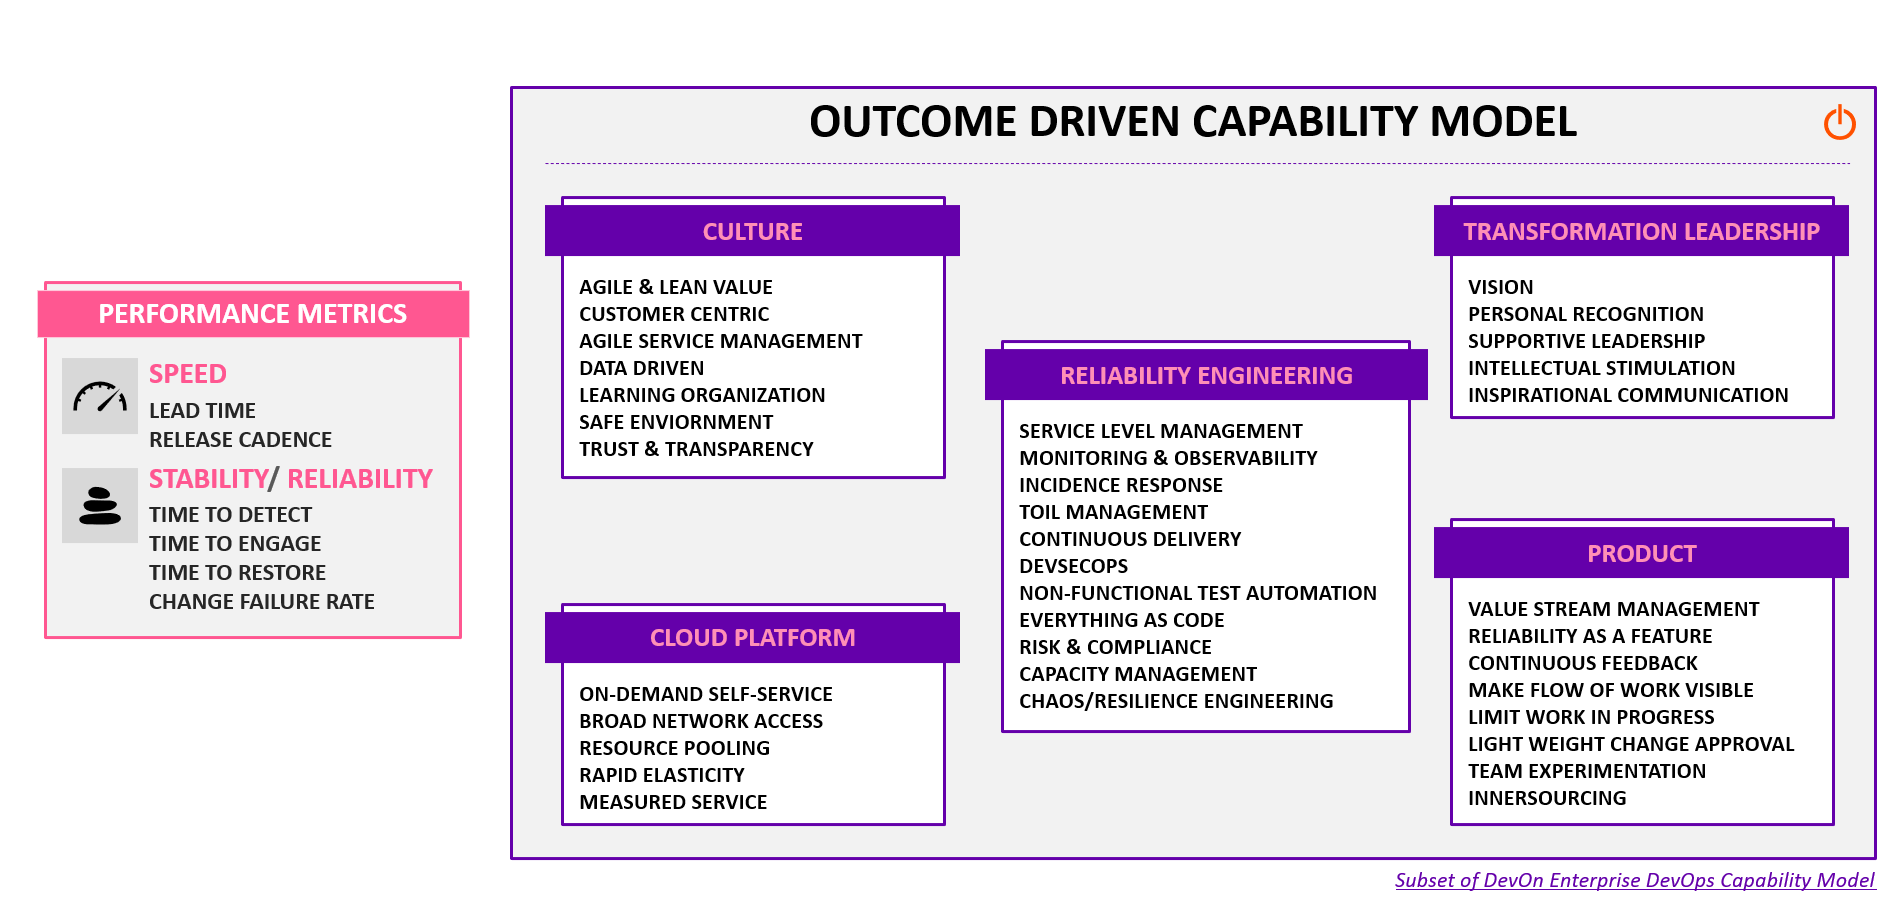 OUTCOME DRIVEN CAPABILITY MODEL
PERFORMANCE METRICS
SPEED
LEAD TIME
RELEASE CADENCE
STABILITY/ RELIABILITY
TIME TO DETECT
TIME TO ENGAGE
TIME TO RESTORE
CHANGE FAILURE RATE
CULTURE
AGILE & LEAN VALUE
CUSTOMER CENTRIC
AGILE SERVICE MANAGEMENT
DATA DRIVEN
LEARNING ORGANIZATION
SAFE ENVIORNMENT
TRUST & TRANSPARENCY
CLOUD PLATFORM
ON-DEMAND SELF-SERVICE
BROAD NETWORK ACCESS
RESOURCE POOLING
RAPID ELASTICITY
MEASURED SERVICE
RELIABILITY ENGINEERING
SERVICE LEVEL MANAGEMENT
MONITORING & OBSERVABILITY
INCIDENCE RESPONSE
TOIL MANAGEMENT
CONTINUOUS DELIVERY
DEVSECOPS
NON-FUNCTIONAL TEST AUTOMATION
EVERYTHING AS CODE
RISK & COMPLIANCE
CAPACITY MANAGEMENT
CHAOS/RESILIENCE ENGINEERING
TRANSFORMATION LEADERSHIP
VISION
PERSONAL RECOGNITION
SUPPORTIVE LEADERSHIP
INTELLECTUAL STIMULATION
INSPIRATIONAL COMMUNICATION
PRODUCT
VALUE STREAM MANAGEMENT
RELIABILITY AS A FEATURE
CONTINUOUS FEEDBACK
MAKE FLOW OF WORK VISIBLE
LIMIT WORK IN PROGRESS
LIGHT WEIGHT CHANGE APPROVAL
TEAM EXPERIMENTATION
INNERSOURCING
Subset of DevOn Enterprise DevOps Capability Model